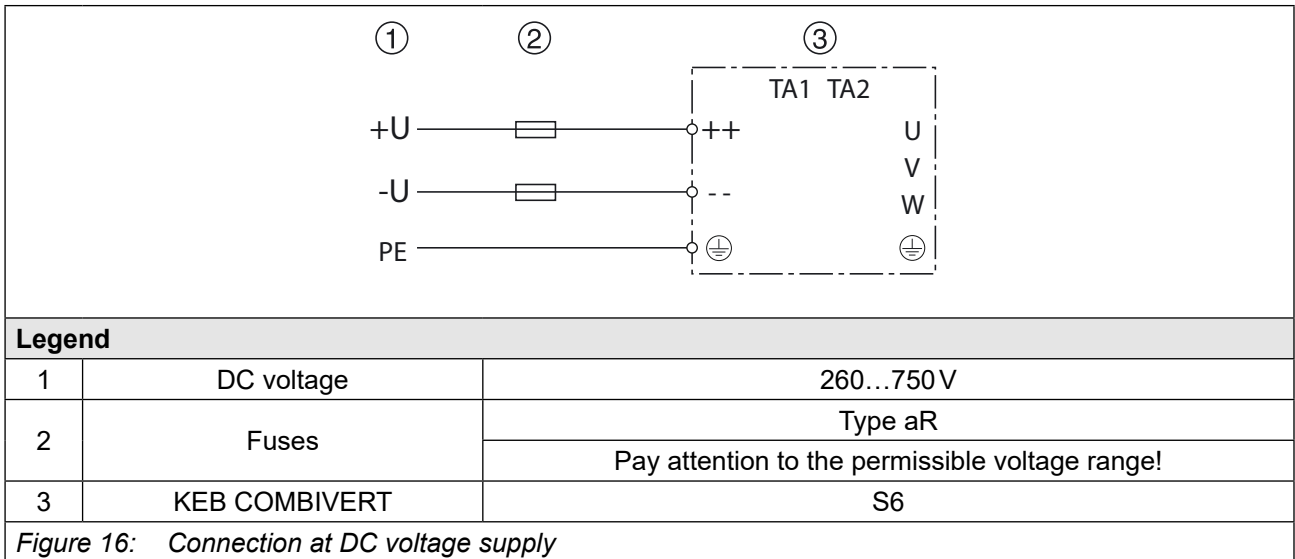 ① ② ③
TA1 TA2
+U ++ U
V
-U - - W
PE
Legend
1 DC voltage 260…750 V
2 Fuses Type aR
Pay attention to the permissible voltage range!
3 KEB COMBIVERT S6
Figure 16: Connection at DC voltage supply